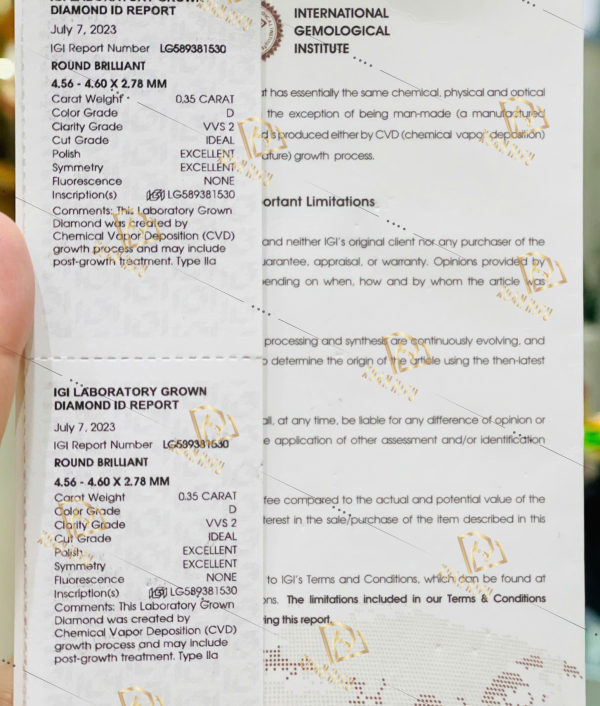 DIAMOND ID REPORT
July 7, 2023
IGI Report Number LG589381530
ROUND BRILLIANT
4.56 - 4.60 X 2.78 MM
Carat Weight 0.35 CARAT
Color Grade D
Clarity Grade VVS 2
Cut Grade IDEAL
Polish EXCELLENT
Symmetry EXCELLENT
Fluorescence NONE
Inscription(s) IGI LG589381530
Comments: This Laboratory Grown
Diamond was created by
Chemical Vapor Deposition (CVD)
growth process and may include
post-growth treatment. Type IIa
IGI LABORATORY GROWN
DIAMOND ID REPORT
July 7, 2023
IGI Report Number LG589381530
ROUND BRILLIANT
4.56 - 4.60 X 2.78 MM
Carat Weight 0.35 CARAT
Color Grade D
Clarity Grade VVS 2
Cut Grade IDEAL
Polish EXCELLENT
Symmetry EXCELLENT
Fluorescence NONE
Inscription(s) IGI LG589381530
Comments: This Laboratory Grown
Diamond was created by
Chemical Vapor Deposition (CVD)
growth process and may include
post-growth treatment. Type IIa
INTERNATIONAL
GEMOLOGICAL
INSTITUTE
has essentially the same chemical, physical and optical
the exception of being man-made (a manufactured
produced either by CVD (chemical vapor deposition)
growth process.
Limitations
and neither IGI's original client nor any purchaser of the
appraisal, or warranty. Opinions provided by
on when, how and by whom the article was
processing and synthesis are continuously evolving, and
determine the origin of the article using the then-latest
at any time, be liable for any difference of opinion or
application of other assessment and/or identification
fee compared to the actual and potential value of the
in the sale/purchase of the item described in this
to IGI's Terms and Conditions, which can be found at
The limitations included in our Terms & Conditions
this report.